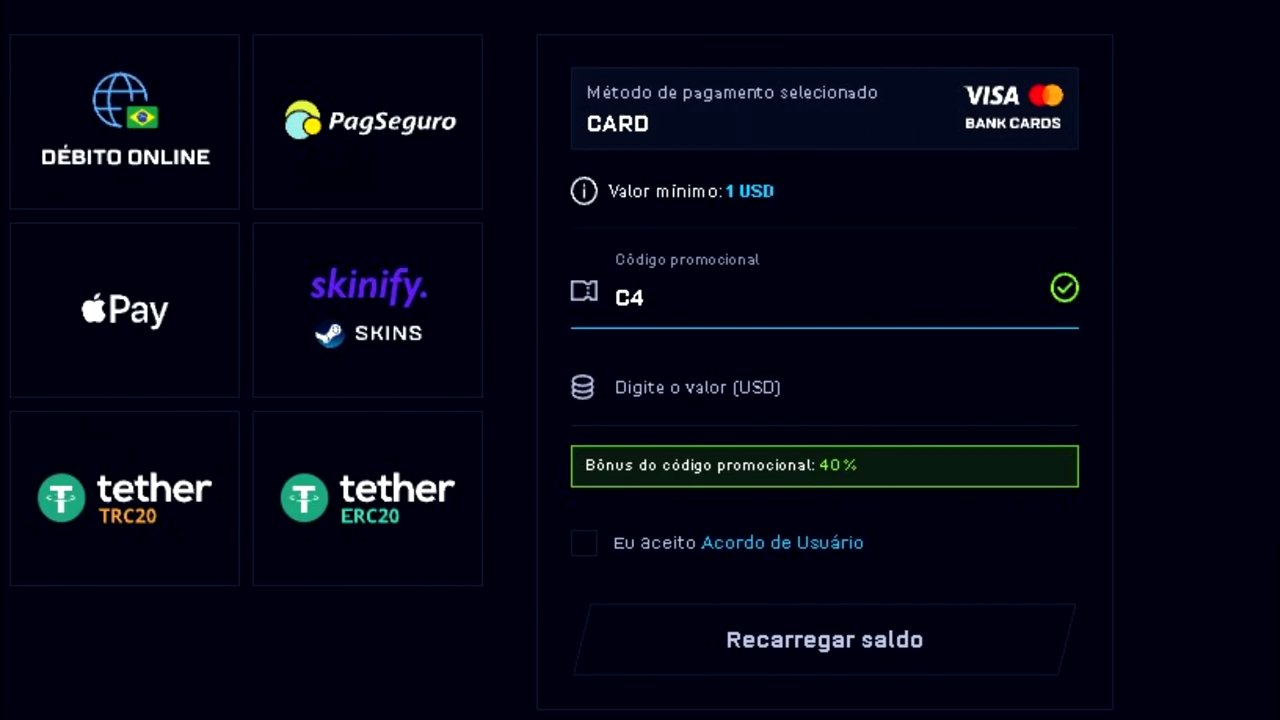 DÉBITO ONLINE
PagSeguro
Pay
skinify.
SKINS
tether
TRC20
tether
ERC20
Método de pagamento selecionado
CARD
VISA
BANK CARDS
Valor mínimo: 1 USD
Código promocional
C4
Digite o valor (USD)
Bônus do código promocional: 40%
Eu aceito Acordo de Usuário
Recarregar saldo